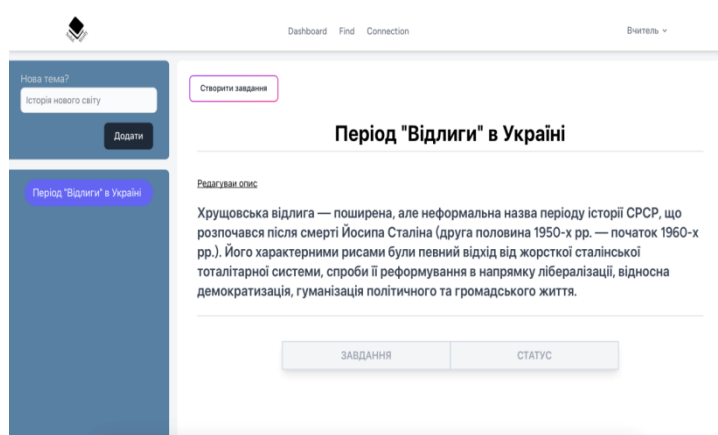 Dashboard Find Connection
Вчитель
Нова тема?
Історія нового світу
Додати
Період "Відлиги" в Україні
Створити завдання
Період "Відлиги" в Україні
Редагуваи опис
Хрущовська відлига — поширена, але неформальна назва періоду історії СРСР, що
розпочався після смерті Йосипа Сталіна (друга половина 1950-х рр. — початок 1960-х
рр.). Його характерними рисами були певний відхід від жорсткої сталінської
тоталітарної системи, спроби її реформування в напрямку лібералізації, відносна
демократизація, гуманізація політичного та громадського життя.
ЗАВДАННЯ СТАТУС